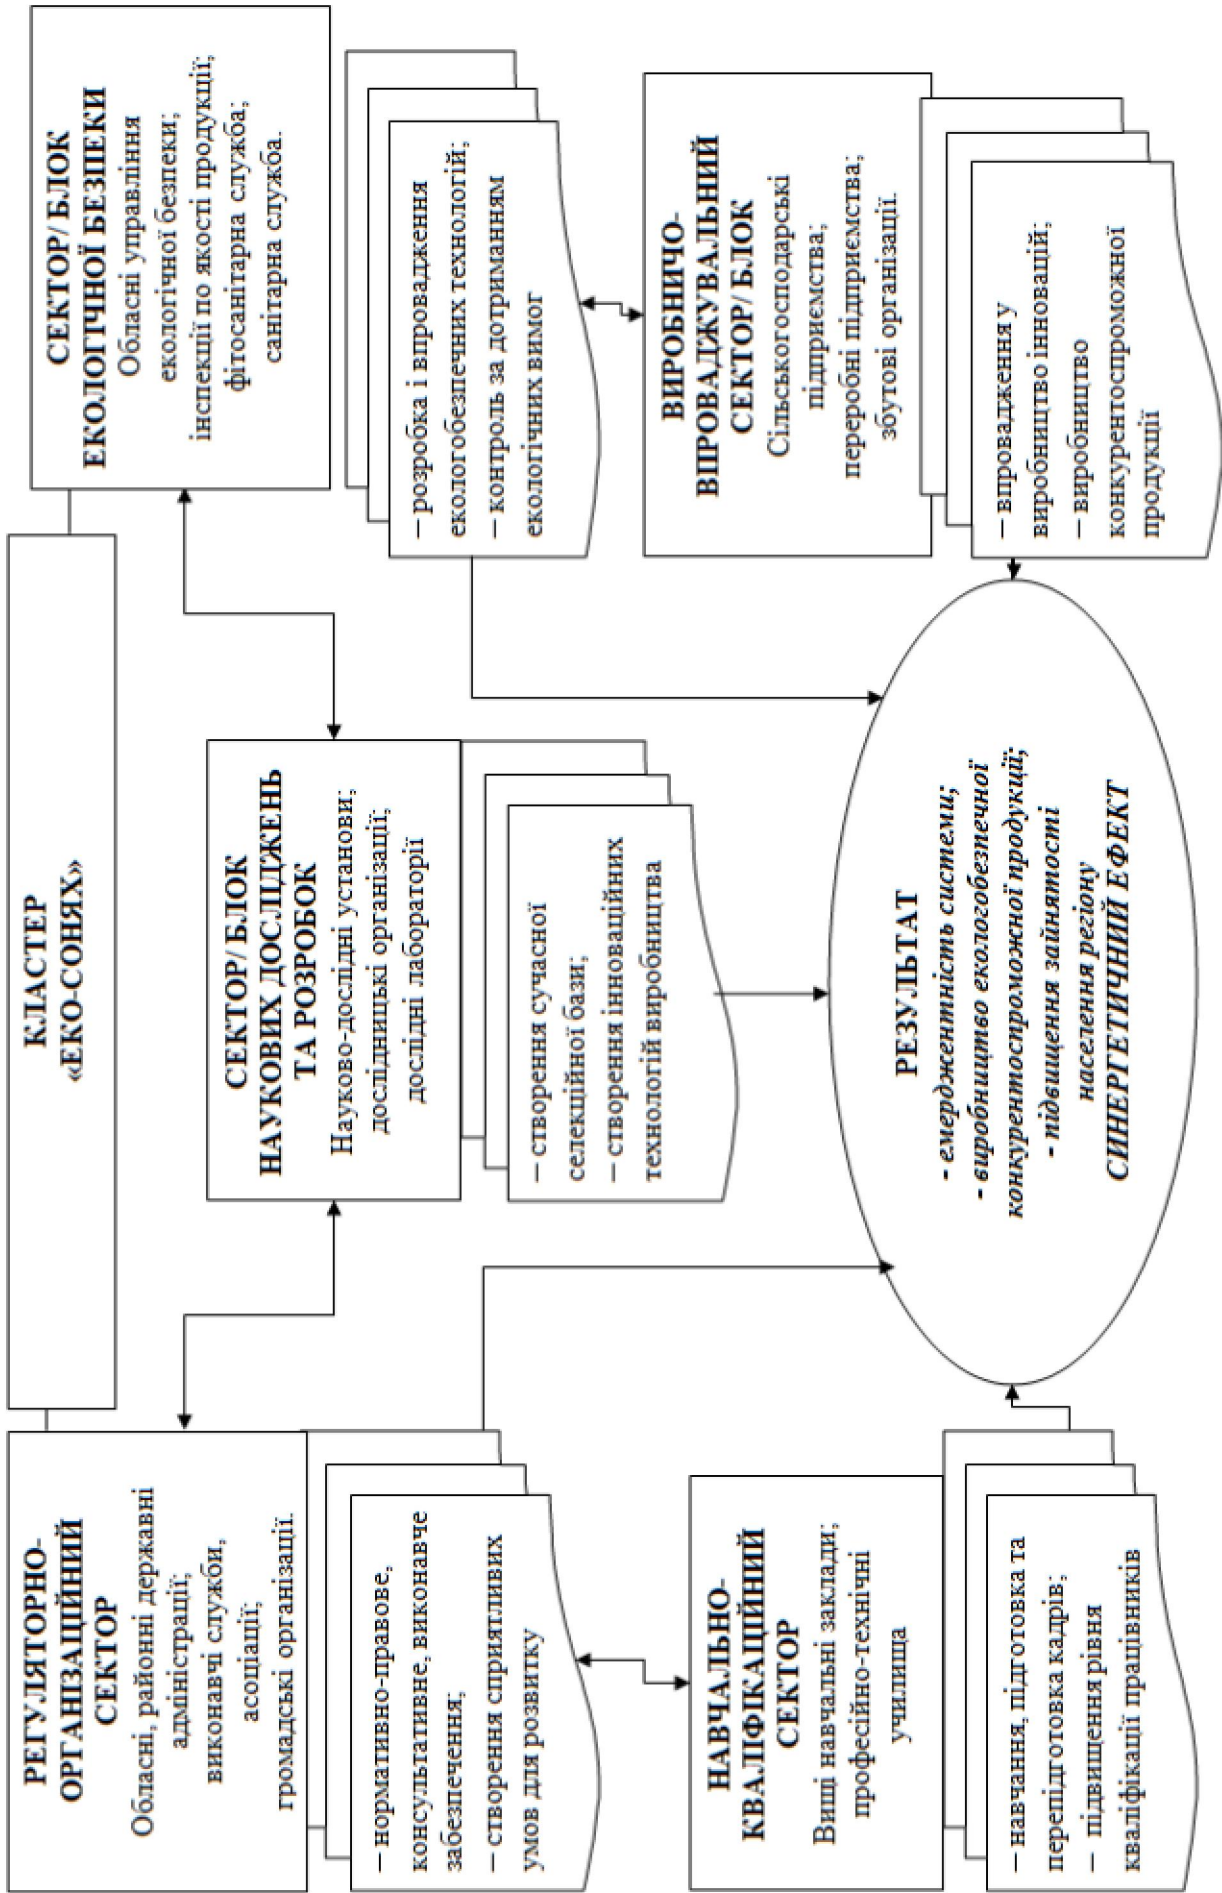 КЛАСТЕР
«ЕКО-СОНЯХ»
РЕГУЛЯТОРНО-
ОРГАНІЗАЦІЙНИЙ
СЕКТОР
Обласні, районні державні
адміністрації;
виконавчі служби,
асоціації;
громадські організації.
– нормативно-правове,
консультативне, виконавче
забезпечення;
– створення сприятливих
умов для розвитку
НАВЧАЛЬНО-
КВАЛІФІКАЦІЙНИЙ
СЕКТОР
Вищі навчальні заклади;
професійно-технічні
училища
– навчання, підготовка та
перепідготовка кадрів;
– підвищення рівня
кваліфікації працівників
СЕКТОР/ БЛОК
НАУКОВИХ ДОСЛІДЖЕНЬ
ТА РОЗРОБОК
Науково-дослідні установи;
дослідницькі організації;
дослідні лабораторії
– створення сучасної
селекційної бази;
– створення інноваційних
технологій виробництва
СЕКТОР/ БЛОК
ЕКОЛОГІЧНОЇ БЕЗПЕКИ
Обласні управління
екологічної безпеки;
інспекції по якості продукції;
фітосанітарна служба;
санітарна служба.
– розробка і впровадження
екологобезпечних технологій;
– контроль за дотриманням
екологічних вимог
ВИРОБНИЧО-
ВПРОВАДЖУВАЛЬНИЙ
СЕКТОР/ БЛОК
Сільськогосподарські
підприємства;
переробні підприємства;
збутові організації.
– впровадження у
виробництво інновацій;
– виробництво
конкурентоспроможної
продукції
РЕЗУЛЬТАТ
- емерджентність системи;
- виробництво екологобезпечної
конкурентоспроможної продукції;
- підвищення зайнятості
населення регіону
СИНЕРГЕТИЧНИЙ ЕФЕКТ